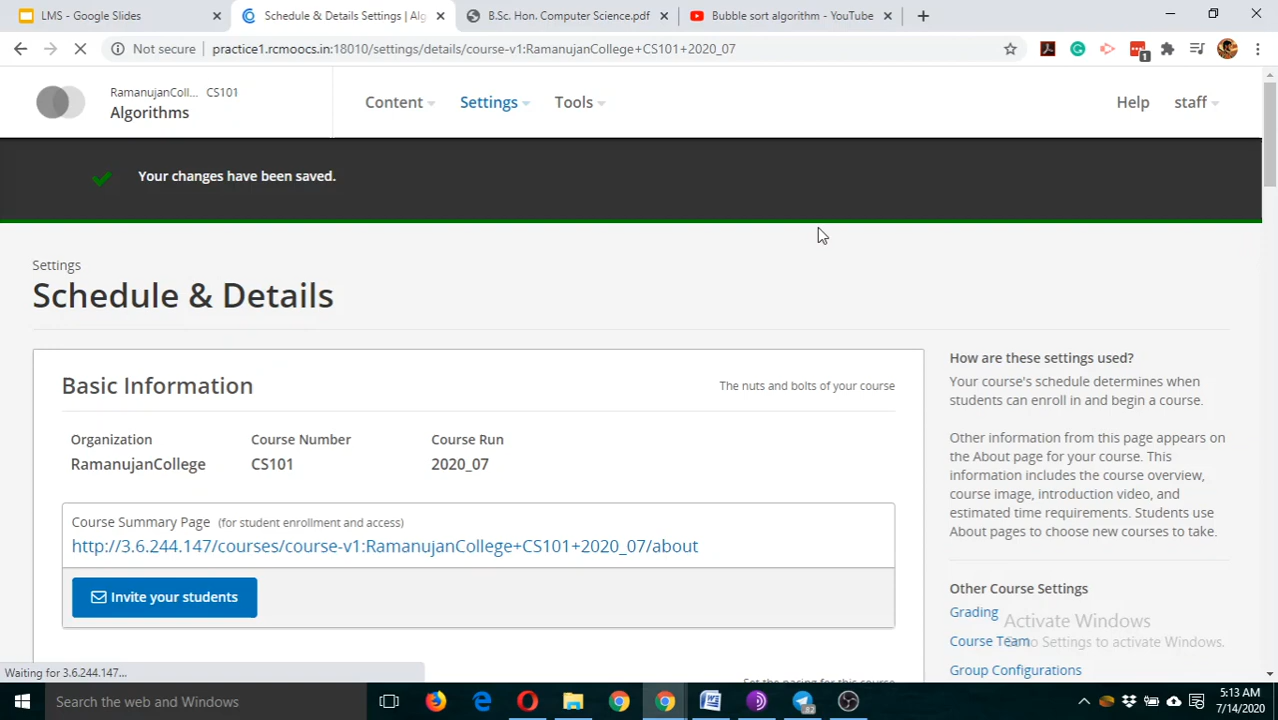 LMS - Google Slides
Schedule & Details Settings | Alg
B.Sc. Hon. Computer Science.pdf
Bubble sort algorithm - YouTube
Not secure
practice1.rcmoocs.in:18010/settings/details/course-v1:RamanujanCollege+CS101+2020_07
1
RamanujanColl... CS101
Algorithms
Content
Settings
Tools
Help
staff
Your changes have been saved.
Settings
Schedule & Details
Basic Information
The nuts and bolts of your course
Organization
Course Number
Course Run
RamanujanCollege
CS101
2020_07
Course Summary Page (for student enrollment and access)
http://3.6.244.147/courses/course-v1:RamanujanCollege+CS101+2020_07/about
Invite your students
How are these settings used?
Your course's schedule determines when
students can enroll in and begin a course.
Other information from this page appears on
the About page for your course. This
information includes the course overview,
course image, introduction video, and
estimated time requirements. Students use
About pages to choose new courses to take.
Other Course Settings
Grading
Course Team
Group Configurations
Activate Windows
to Settings to activate Windows.
Waiting for 3.6.244.147...
Search the web and Windows
5:13 AM
7/14/2020